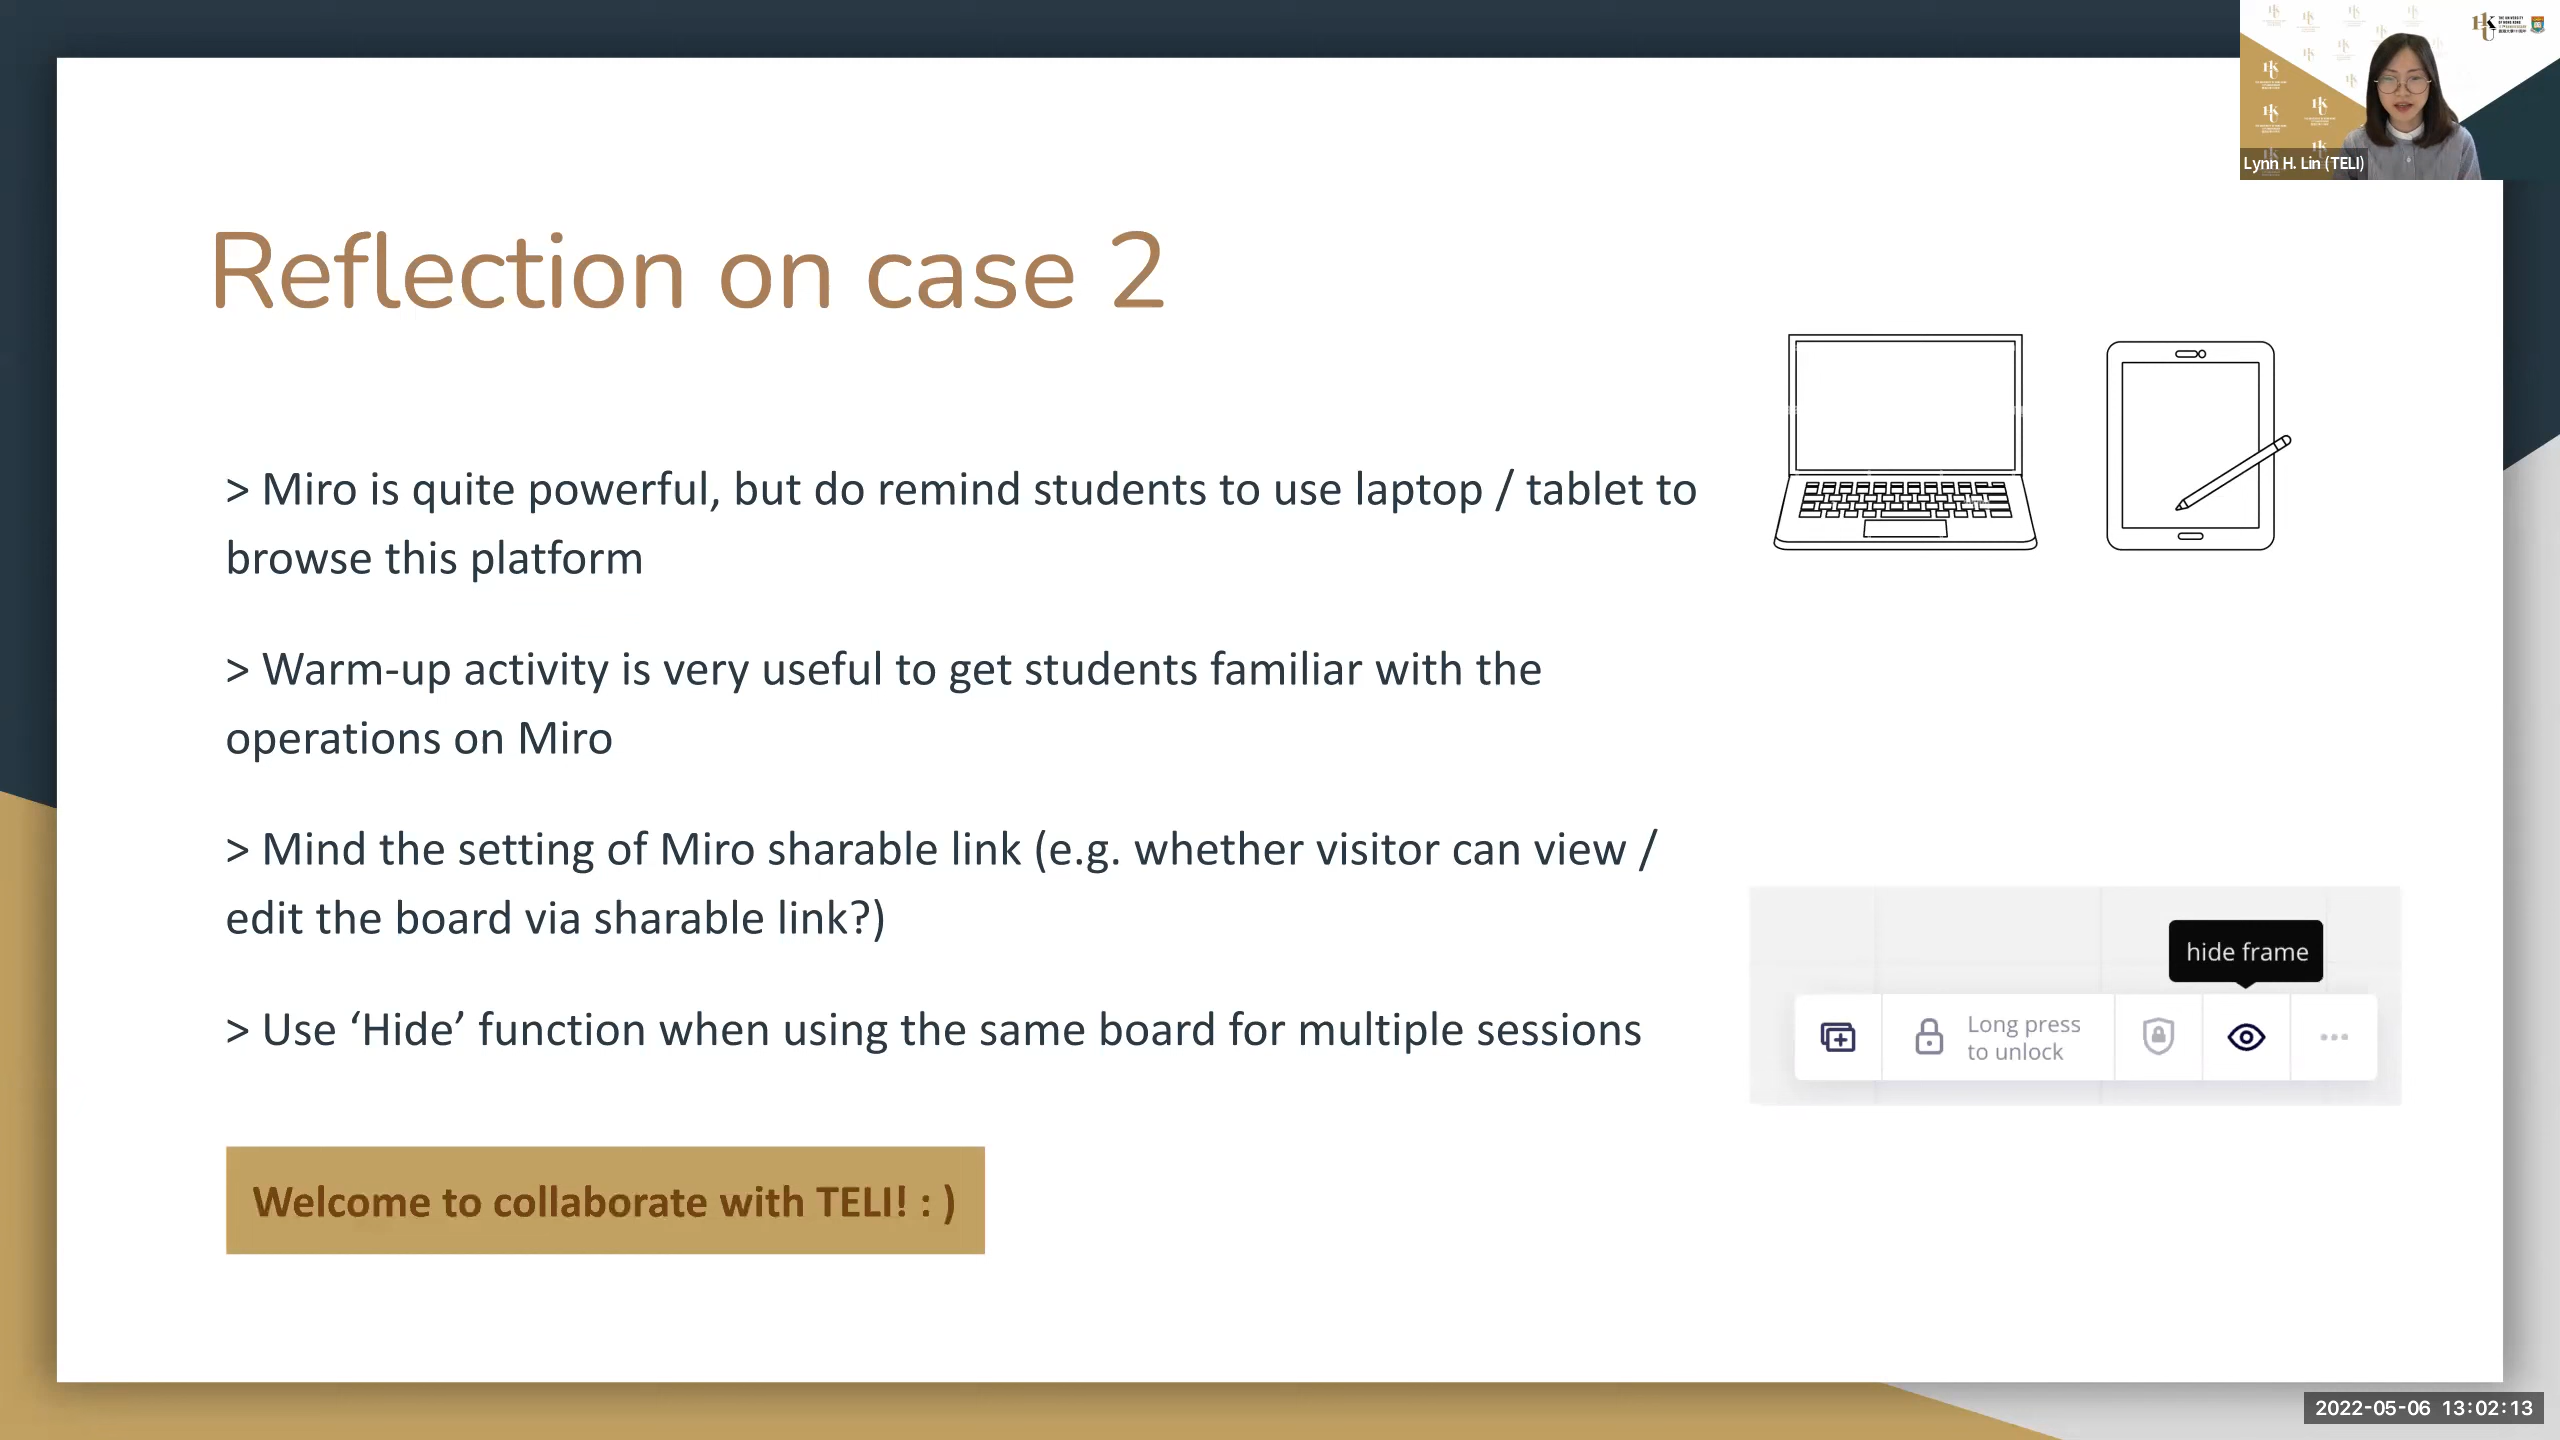 Reflection on case 2
> Miro is quite powerful, but do remind students to use laptop / tablet to
browse this platform
> Warm-up activity is very useful to get students familiar with the
operations on Miro
> Mind the setting of Miro sharable link (e.g. whether visitor can view /
edit the board via sharable link?)
> Use ‘Hide’ function when using the same board for multiple sessions
Welcome to collaborate with TELI! : )
hide frame
Long press
to unlock
Lynn H. Lin (TELI)
2022-05-06 13:02:13